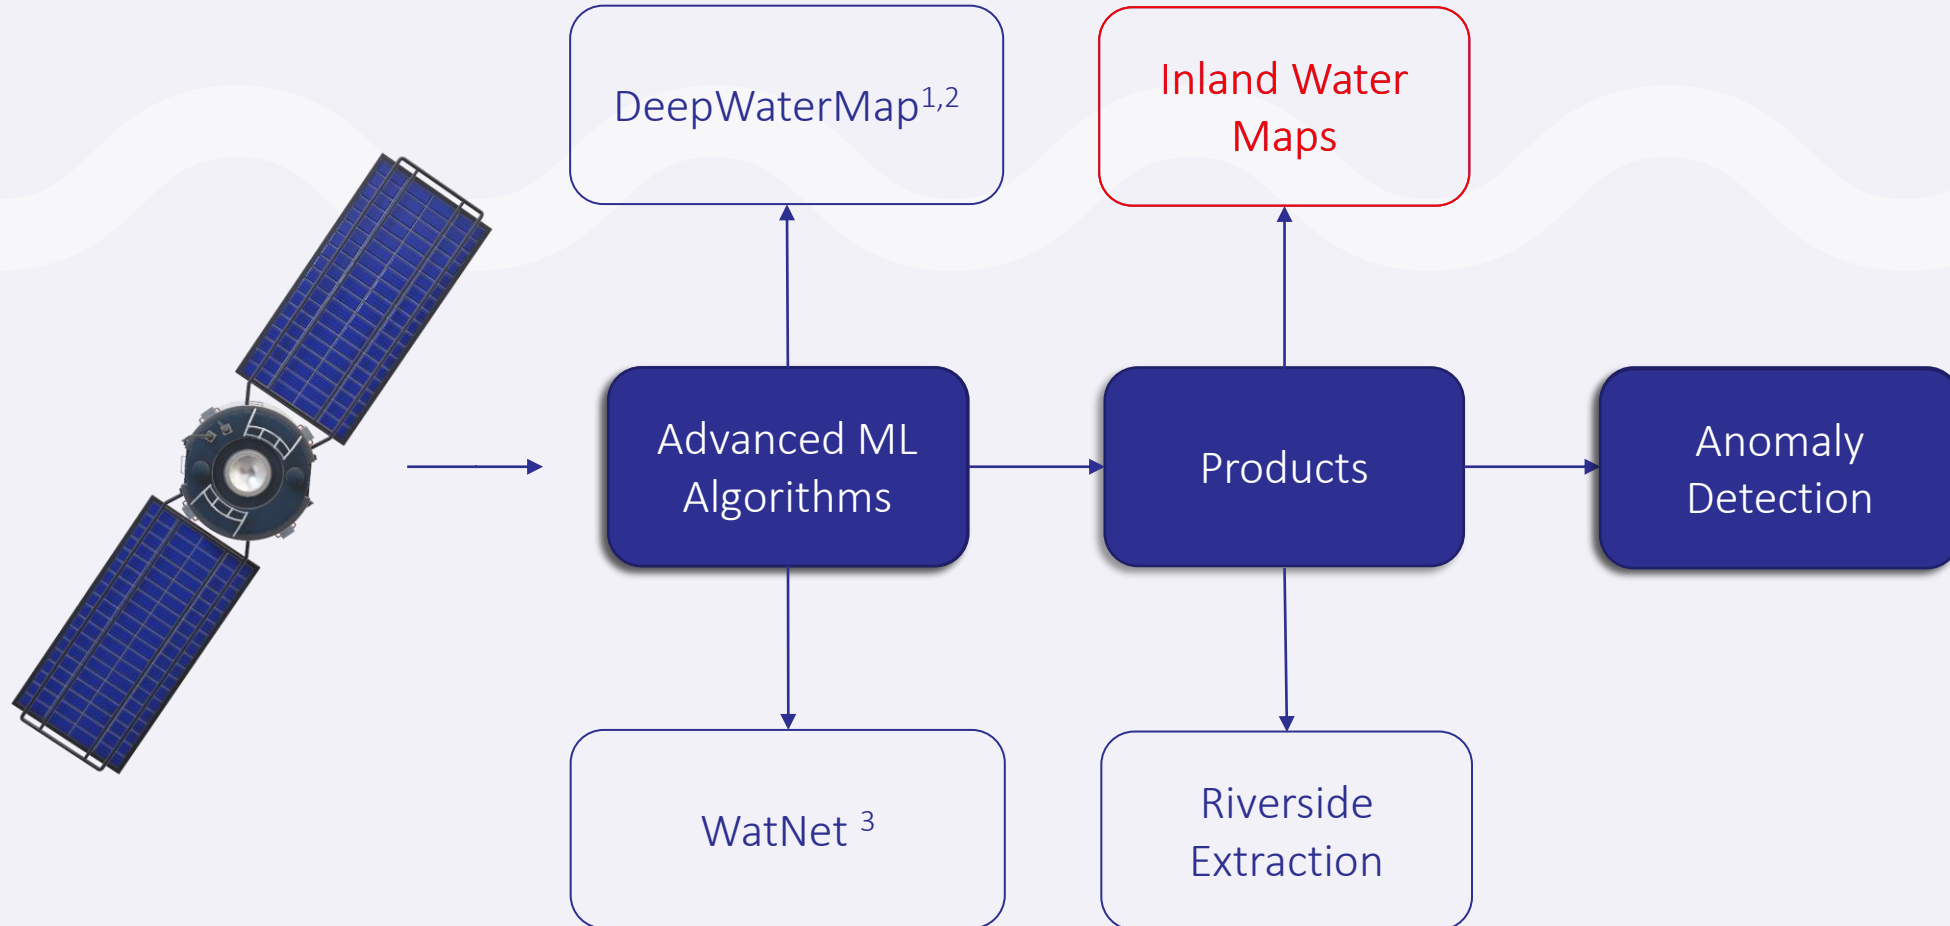 DeepWaterMap1,2
Inland Water
Maps
Advanced ML
Algorithms
Products
Anomaly
Detection
WatNet 3
Riverside
Extraction